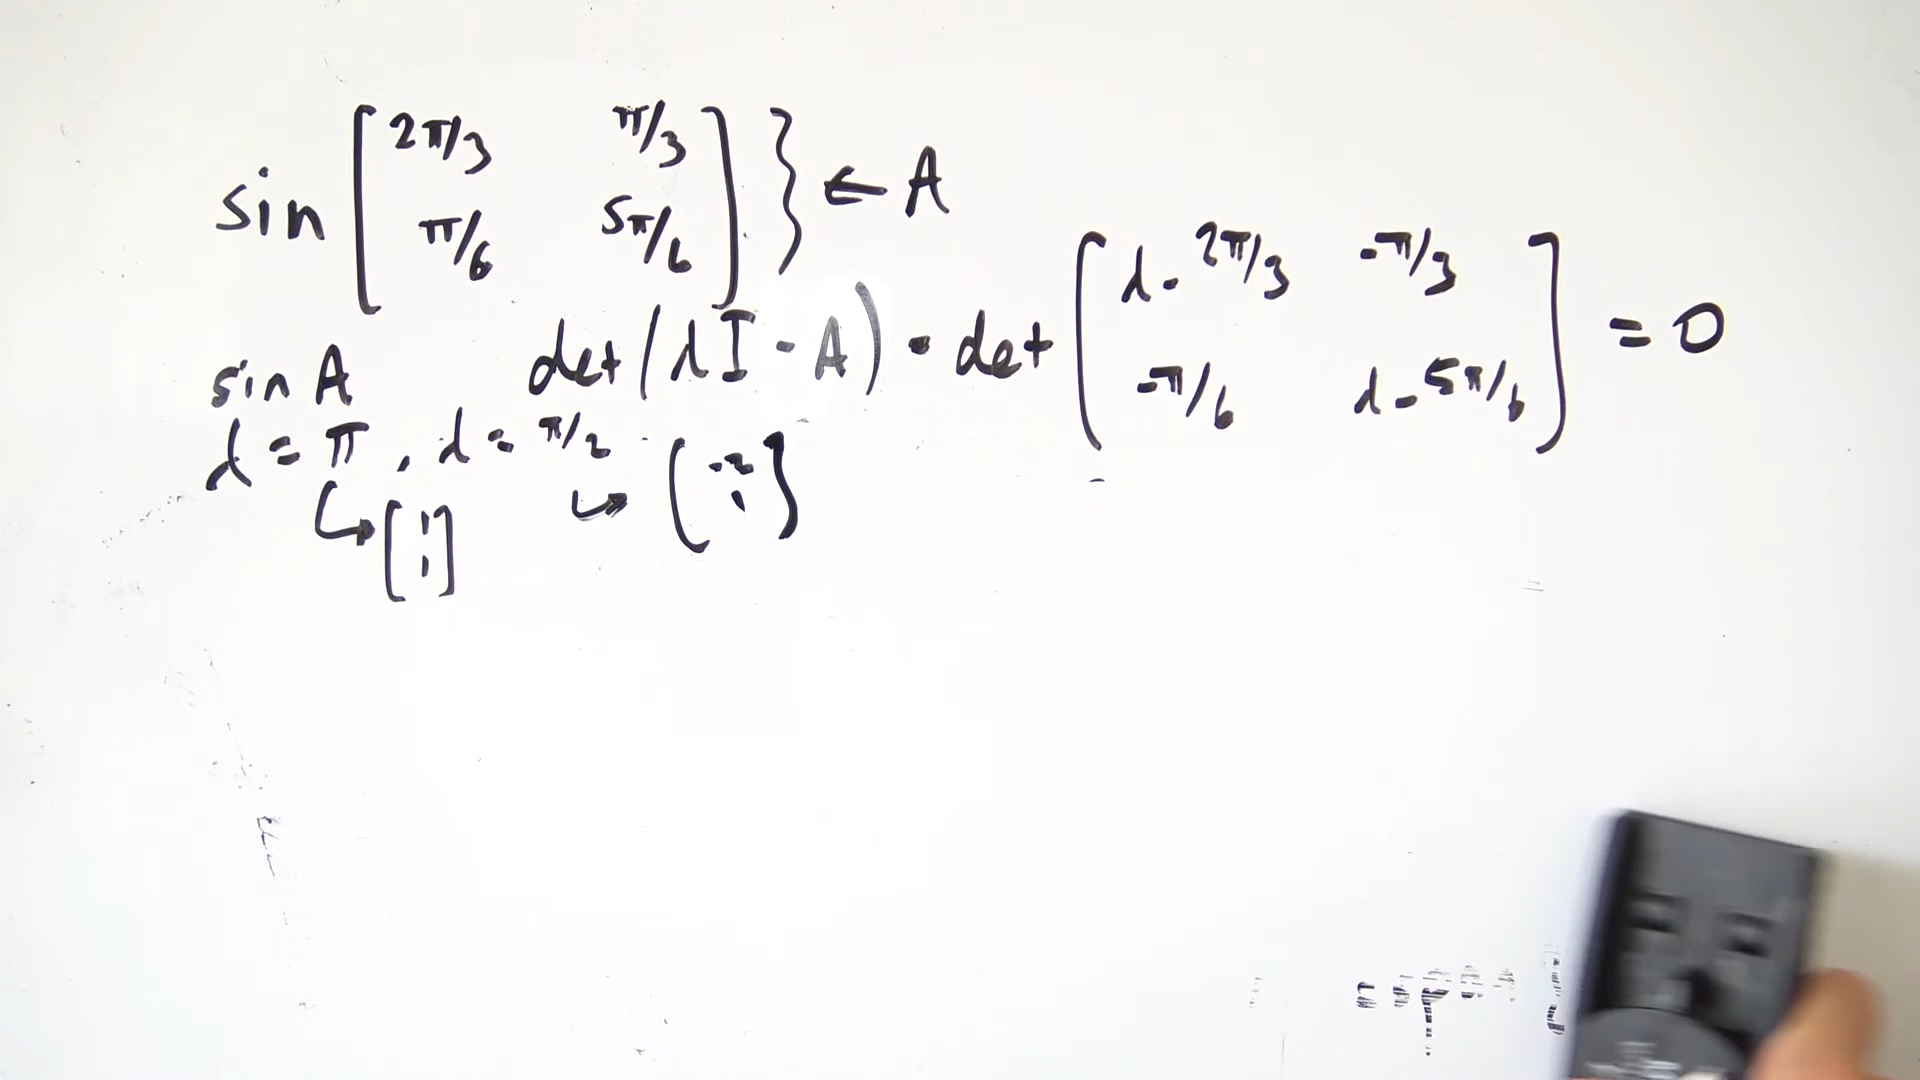 sin [ 2π/3 π/3
π/6 5π/6 ] } ← A
det(λI - A) = det [ λ - 2π/3 -π/3
-π/6 λ - 5π/6 ] = 0
sin A
λ = π , λ = π/2
↳ [ 1
1 ] ↳ [ -2
1 ]